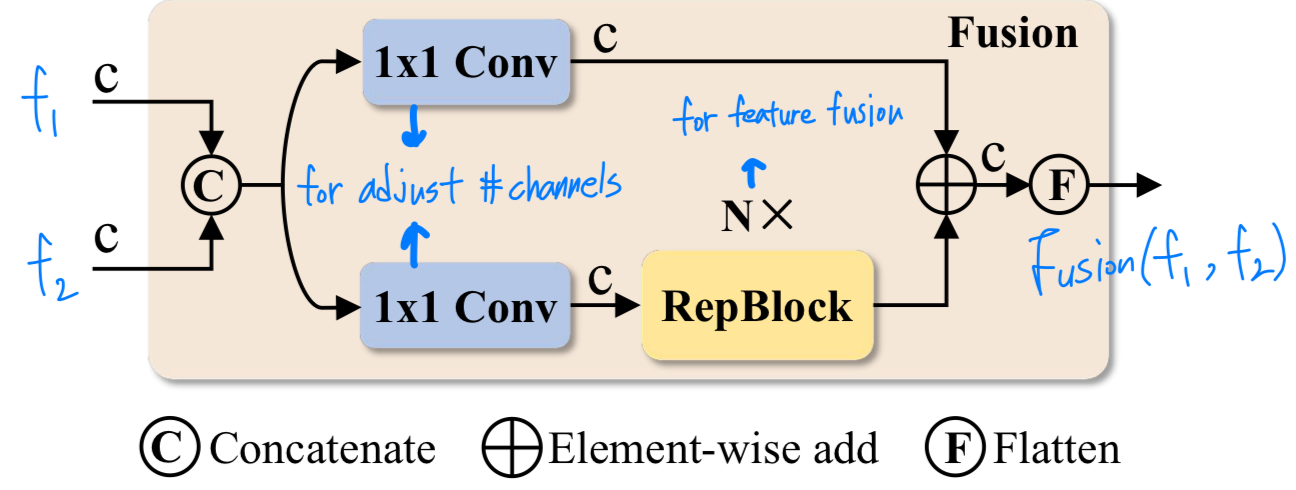 Fusion
1x1 Conv
C
f1
C
C
for adjust #channels
for feature fusion
N×
C
F
f2
C
1x1 Conv
C
RepBlock
Fusion(f1, f2)
C Concatenate
Element-wise add
F Flatten